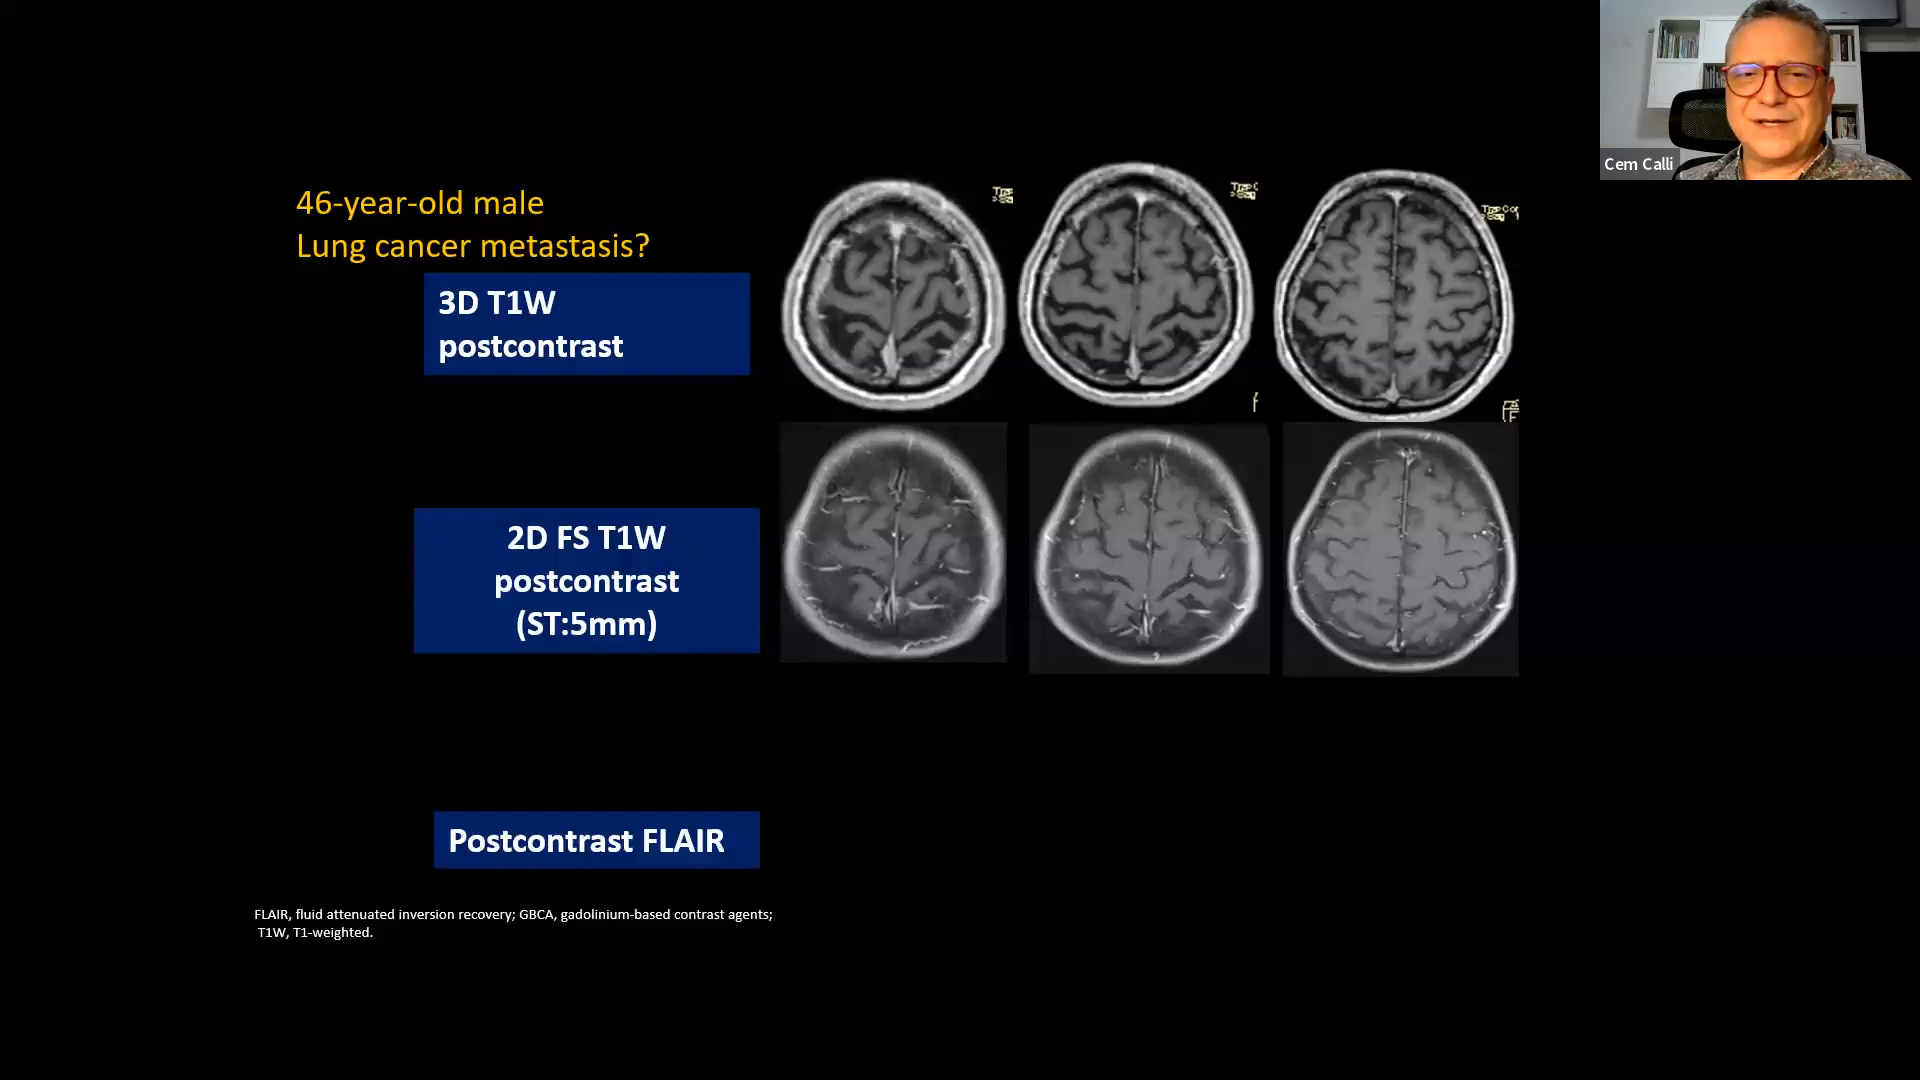 Cem Calli
46-year-old male
Lung cancer metastasis?
3D T1W
postcontrast
2D FS T1W
postcontrast
(ST:5mm)
Postcontrast FLAIR
FLAIR, fluid attenuated inversion recovery; GBCA, gadolinium-based contrast agents;
T1W, T1-weighted.